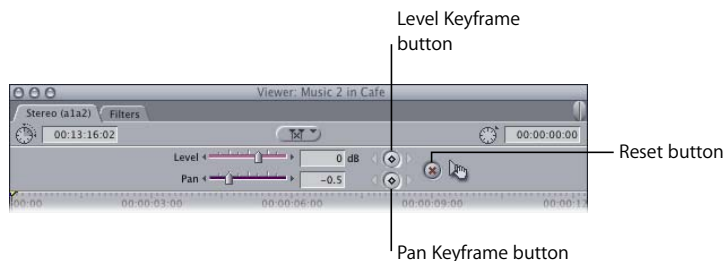 Level Keyframe
button
Viewer: Music 2 in Cafe
Stereo (a1a2) Filters
00:13:16:02 00:00:00:00
Level 0 dB
Reset button
Pan -0.5
00:00 00:00:03:00 00:00:06:00 00:00:09:00 00:00:12
Pan Keyframe button